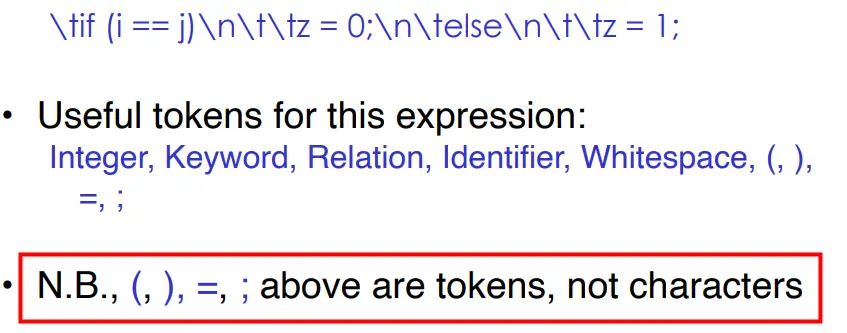 \tif (i == j)\n\t\tz = 0;\n\telse\n\t\tz = 1;
• Useful tokens for this expression:
Integer, Keyword, Relation, Identifier, Whitespace, (, ),
=, ;
• N.B., (, ), =, ; above are tokens, not characters